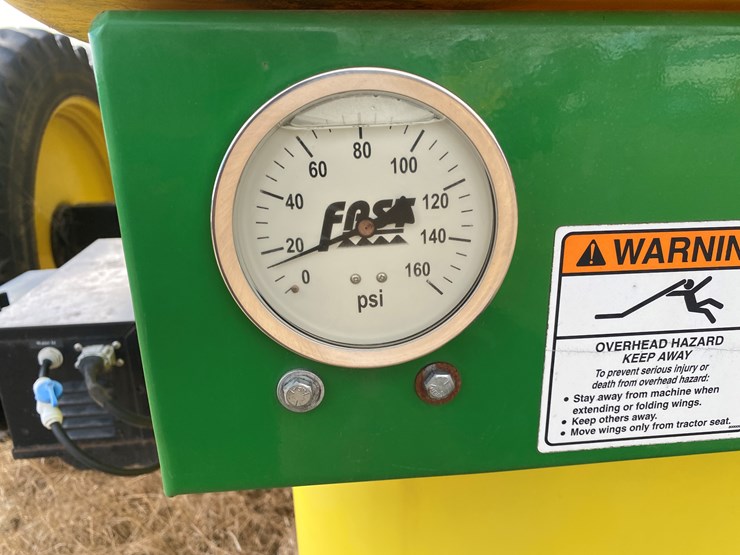 80
60
100
40
120
FAST
20
140
0
160
psi
WARNIN
OVERHEAD HAZARD
KEEP AWAY
To prevent serious injury or
death from overhead hazard:
• Stay away from machine when
extending or folding wings.
• Keep others away.
• Move wings only from tractor seat.